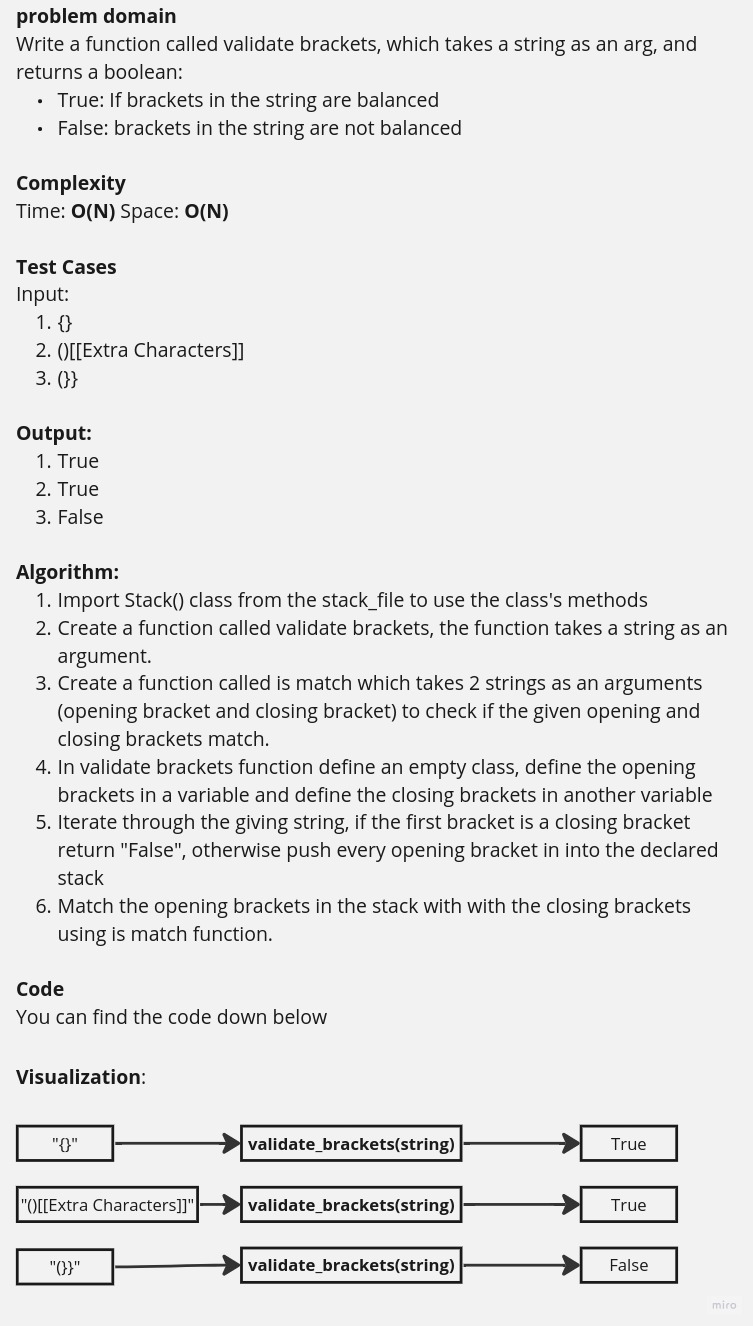 problem domain
Write a function called validate brackets, which takes a string as an arg, and
returns a boolean:
• True: If brackets in the string are balanced
• False: brackets in the string are not balanced
Complexity
Time: O(N) Space: O(N)
Test Cases
Input:
1. {}
2. ()[[Extra Characters]]
3. (}}
Output:
1. True
2. True
3. False
Algorithm:
1. Import Stack() class from the stack_file to use the class's methods
2. Create a function called validate brackets, the function takes a string as an
argument.
3. Create a function called is match which takes 2 strings as an arguments
(opening bracket and closing bracket) to check if the given opening and
closing brackets match.
4. In validate brackets function define an empty class, define the opening
brackets in a variable and define the closing brackets in another variable
5. Iterate through the giving string, if the first bracket is a closing bracket
return "False", otherwise push every opening bracket in into the declared
stack
6. Match the opening brackets in the stack with with the closing brackets
using is match function.
Code
You can find the code down below
Visualization:
"{}" validate_brackets(string) True
"()[[Extra Characters]]" validate_brackets(string) True
"(}}" validate_brackets(string) False
miro